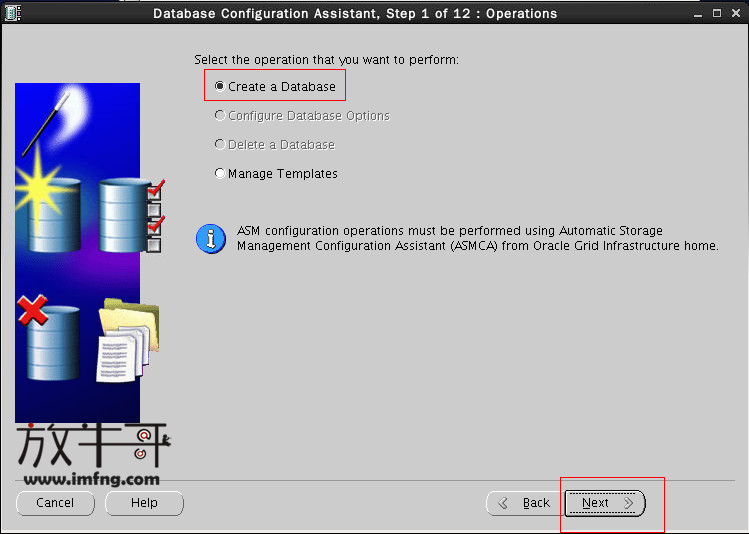 Database Configuration Assistant, Step 1 of 12 : Operations
Select the operation that you want to perform:
Create a Database
Configure Database Options
Delete a Database
Manage Templates
ASM configuration operations must be performed using Automatic Storage
Management Configuration Assistant (ASMCA) from Oracle Grid Infrastructure home.
放牛哥
www.imfng.com
Cancel
Help
Back
Next